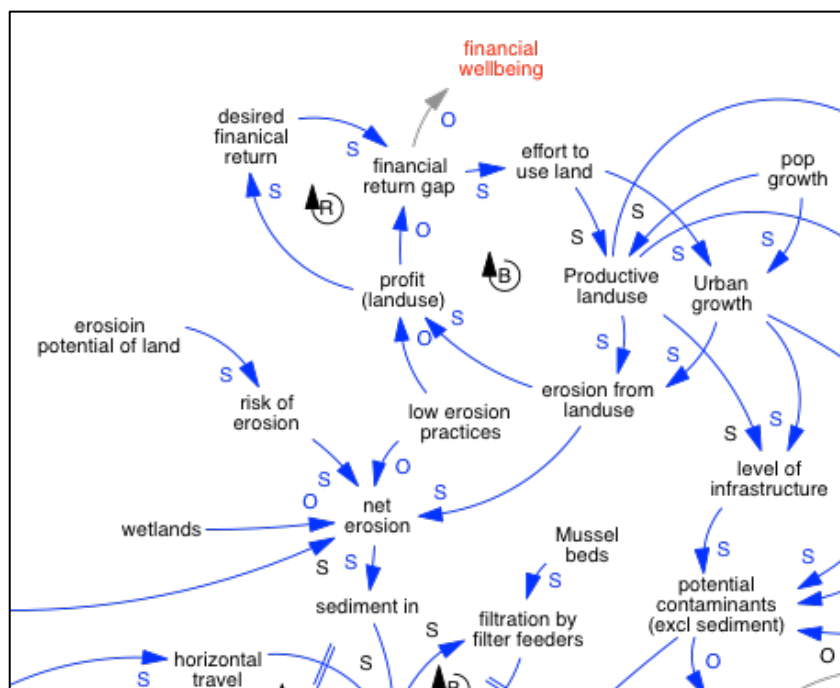 financial
wellbeing
O
desired
finanical
return
S
financial
return gap
S
effort to
use land
pop
growth
S
R
O
B
S
S
S
S
profit
(landuse)
Productive
landuse
Urban
growth
erosioin
potential of land
S
O
S
S
S
risk of
erosion
low erosion
practices
erosion from
landuse
S
S
S
O
O
S
level of
infrastructure
wetlands
net
erosion
S
S
Mussel
beds
S
S
S
sediment in
filtration by
filter feeders
potential
contaminants
(excl sediment)
S
S
O
O
horizontal
travel
S